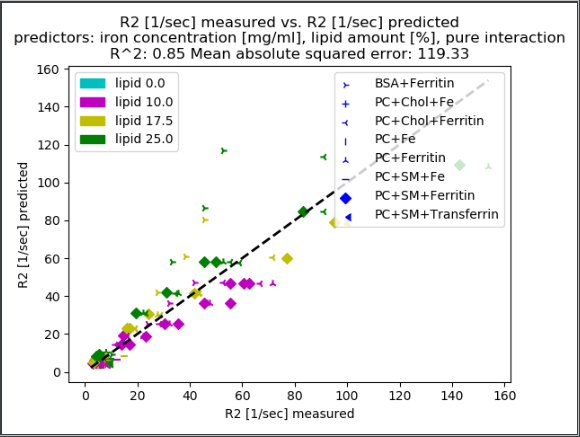 R2 [1/sec] measured vs. R2 [1/sec] predicted
predictors: iron concentration [mg/ml], lipid amount [%], pure interaction
R^2: 0.85 Mean absolute squared error: 119.33
160
140
120
100
80
60
40
20
0
R2 [1/sec] predicted
lipid 0.0
lipid 10.0
lipid 17.5
lipid 25.0
BSA+Ferritin
PC+Chol+Fe
PC+Chol+Ferritin
PC+Fe
PC+Ferritin
PC+SM+Fe
PC+SM+Ferritin
PC+SM+Transferrin
0 20 40 60 80 100 120 140 160
R2 [1/sec] measured